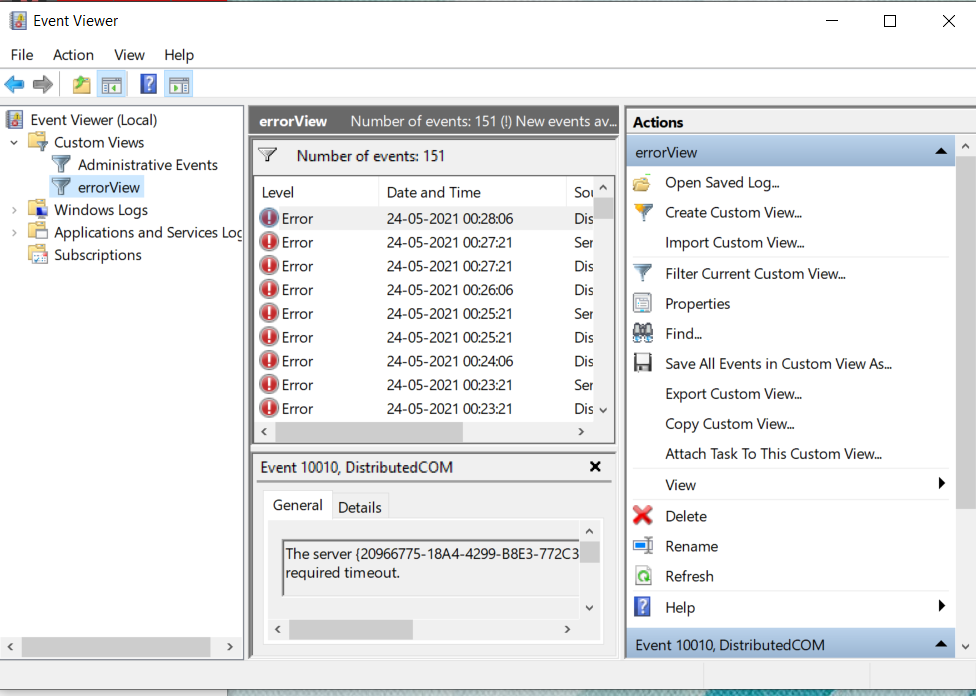 Event Viewer
File Action View Help
Event Viewer (Local)
Custom Views
Administrative Events
errorView
Windows Logs
Applications and Services Log
Subscriptions
errorView Number of events: 151 (!) New events av...
Number of events: 151
Level Date and Time Sou
Error 24-05-2021 00:28:06 Dis
Error 24-05-2021 00:27:21 Ser
Error 24-05-2021 00:27:21 Dis
Error 24-05-2021 00:26:06 Dis
Error 24-05-2021 00:25:21 Ser
Error 24-05-2021 00:25:21 Dis
Error 24-05-2021 00:24:06 Dis
Error 24-05-2021 00:23:21 Ser
Error 24-05-2021 00:23:21 Dis
Event 10010, DistributedCOM
General Details
The server {20966775-18A4-4299-B8E3-772C3
required timeout.
Actions
errorView
Open Saved Log...
Create Custom View...
Import Custom View...
Filter Current Custom View...
Properties
Find...
Save All Events in Custom View As...
Export Custom View...
Copy Custom View...
Attach Task To This Custom View...
View
Delete
Rename
Refresh
Help
Event 10010, DistributedCOM